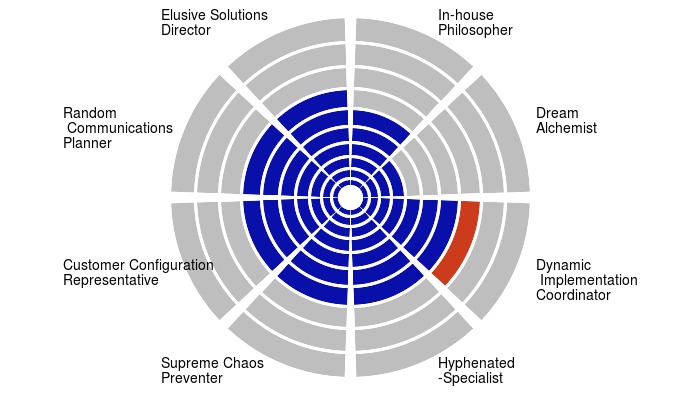 Elusive Solutions
Director
In-house
Philosopher
Random
Communications
Planner
Dream
Alchemist
Customer Configuration
Representative
Dynamic
Implementation
Coordinator
Supreme Chaos
Preventer
Hyphenated
-Specialist